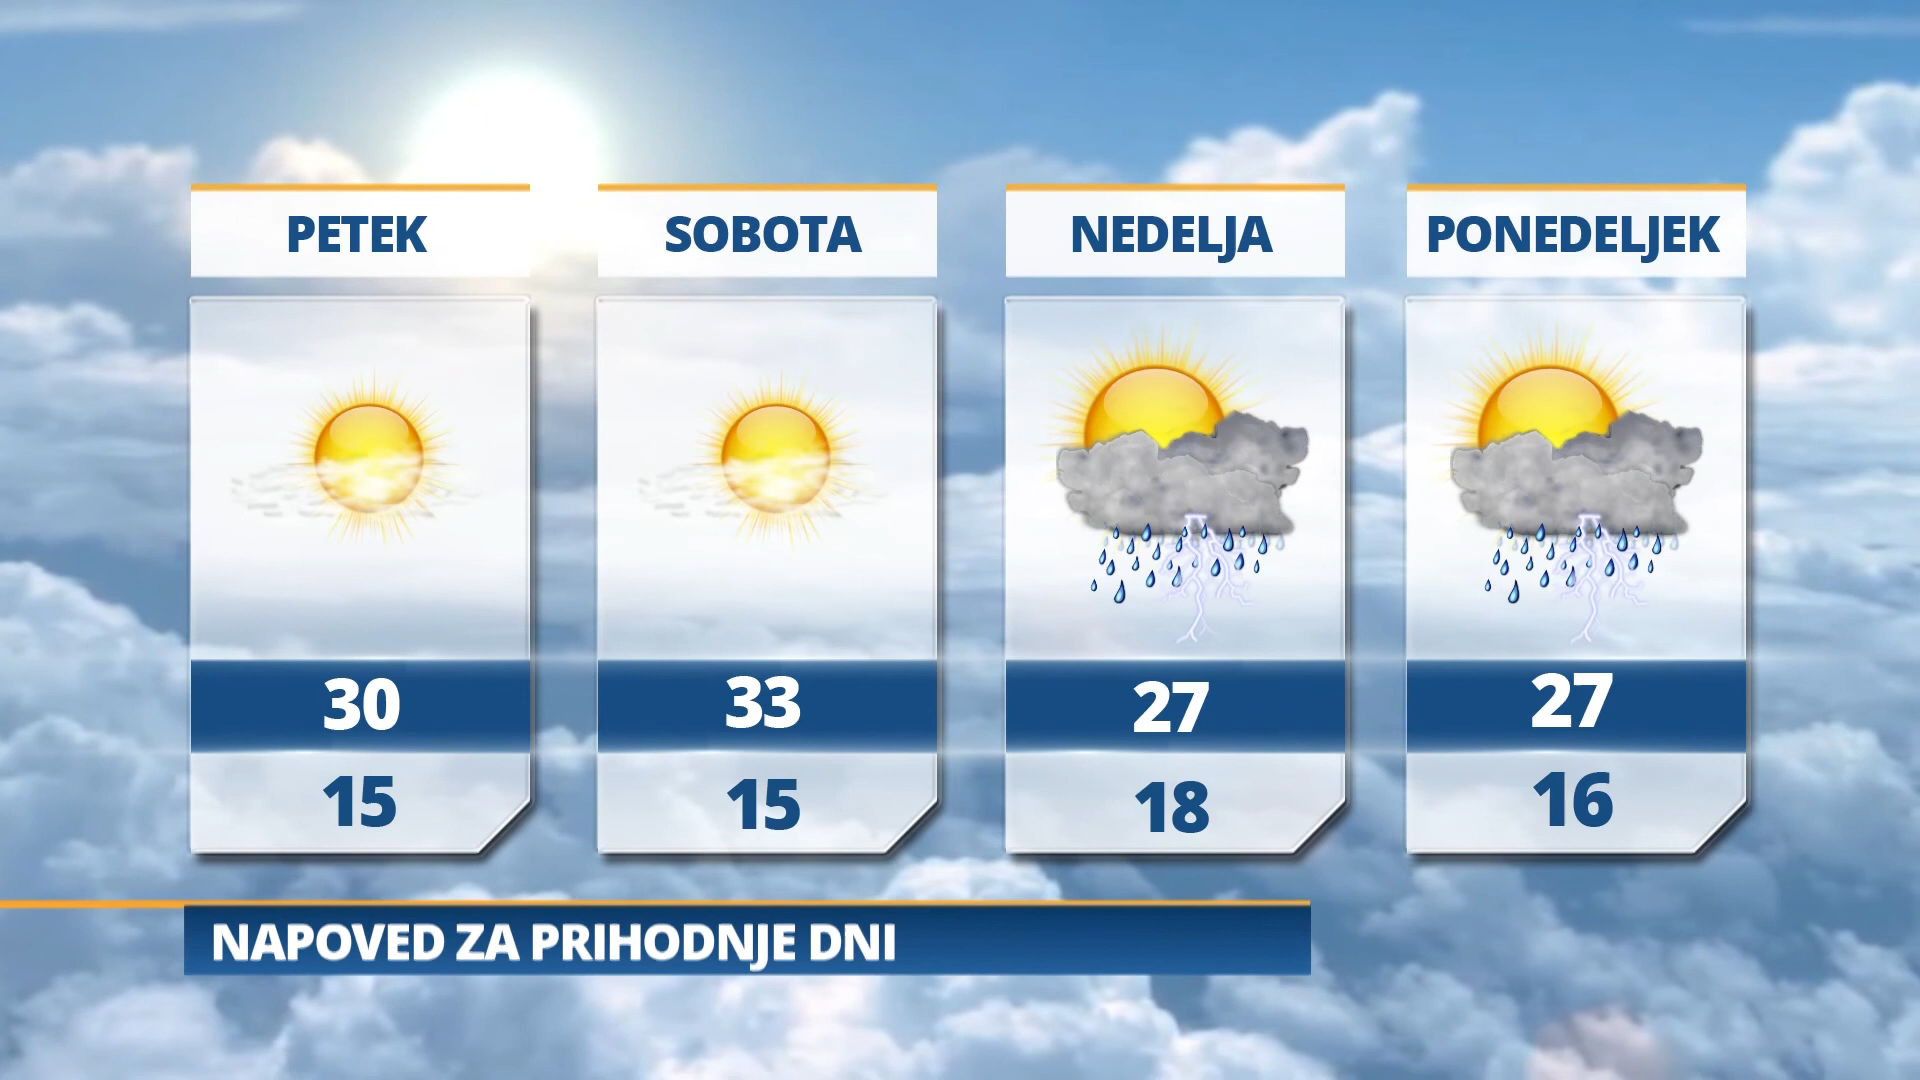 PETEK
SOBOTA
NEDELJA
PONEDELJEK
30
33
27
27
15
15
18
16
NAPOVED ZA PRIHODNJE DNI